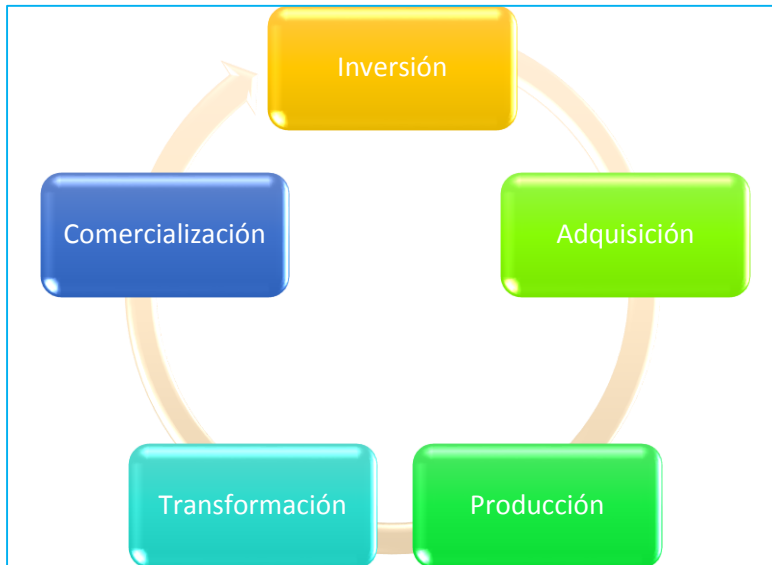 Inversión
Adquisición
Producción
Transformación
Comercialización